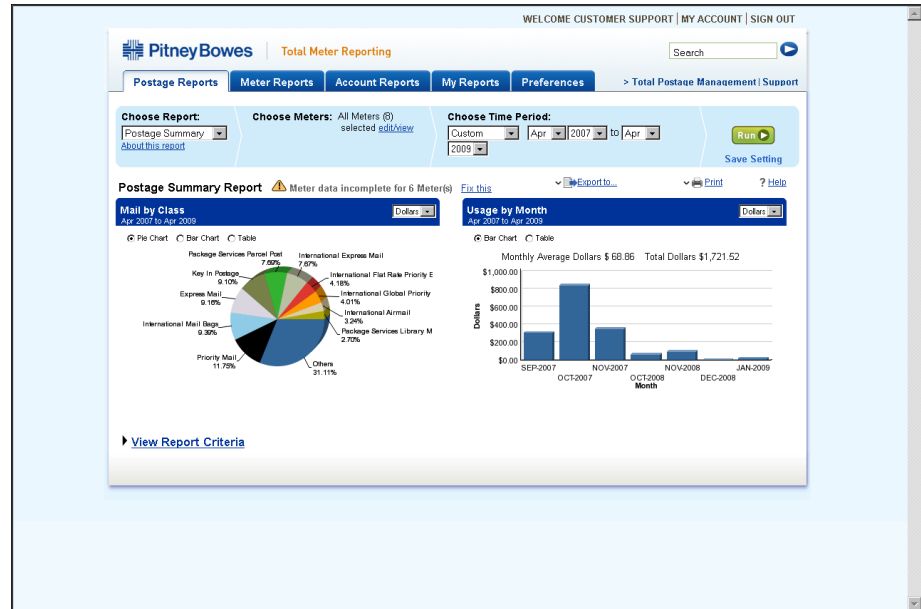 WELCOME CUSTOMER SUPPORT | MY ACCOUNT | SIGN OUT
PitneyBowes Total Meter Reporting Search
Postage Reports Meter Reports Account Reports My Reports Preferences > Total Postage Management | Support
Choose Report: Choose Meters: All Meters (8) Choose Time Period:
Postage Summary selected edit/view Custom Apr 2007 to Apr Run
About this report 2009
Save Setting
Postage Summary Report Meter data incomplete for 6 Meter(s) Fix this Export to... Print ? Help
Mail by Class Dollars
Apr 2007 to Apr 2009
Pie Chart Bar Chart Table
Package Services Parcel Post
7.69%
International Express Mail
7.67%
Key In Postage
9.10%
International Flat Rate Priority E
4.18%
Express Mail
9.16%
International Global Priority
4.01%
International Airmail
3.24%
International Mail Bags
9.39%
Package Services Library M
2.70%
Priority Mail
11.75%
Others
31.11%
Usage by Month Dollars
Apr 2007 to Apr 2009
Bar Chart Table
Monthly Average Dollars $ 68.86 Total Dollars $1,721.52
$1,000.00
$800.00
$600.00
$400.00
$200.00
$0.00
Dollars
SEP-2007 NOV-2007 NOV-2008 JAN-2009
OCT-2007 OCT-2008 DEC-2008
Month
View Report Criteria